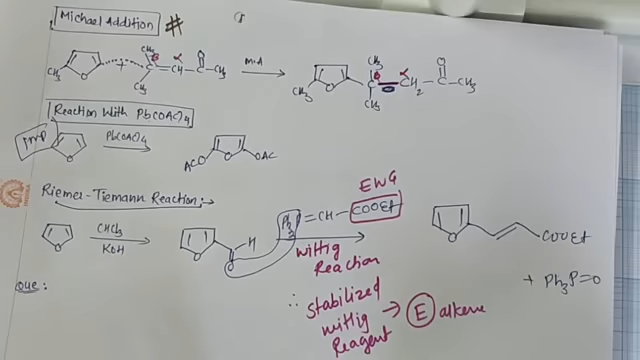 Michael Addition #
CH3 β α O
CH3 O + C = CH - C - CH3 M·A CH3 O C - CH2 - C - CH3
CH3 CH3
Reaction With Pb(OAC)4
Imp O Pb(OAC)4 ACO O OAC
Riemer-Tiemann Reaction :-
EWG
O CHCl3 KOH O H O Ph3P = CH - COOEt O COOEt
Wittig Reaction
+ Ph3P=O
Que :
∴ Stabilized Wittig Reagent → E alkene